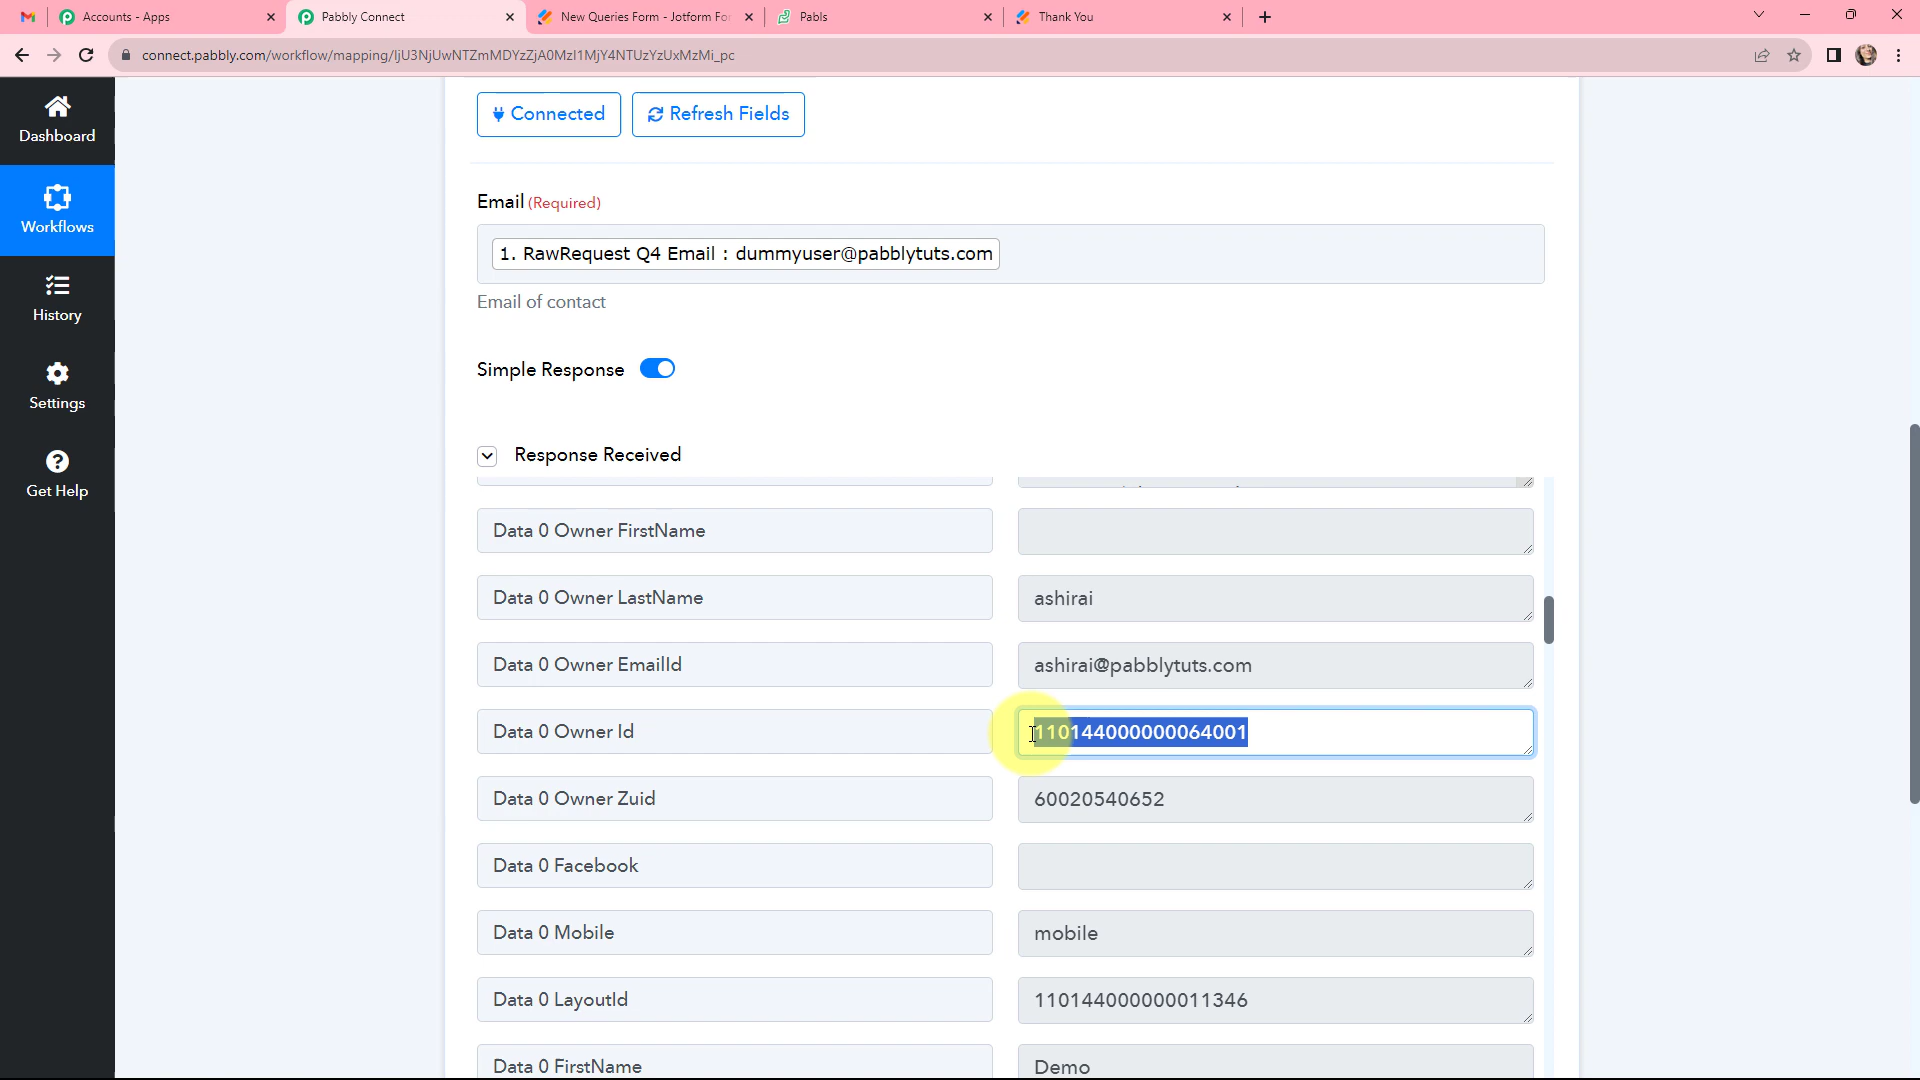 Accounts - Apps
Pabbly Connect
New Queries Form - Jotform For
Pabls
Thank You
connect.pabbly.com/workflow/mapping/IjU3NjUwNTZmMDYzZjA0MzI1MjY4NTUzYzUxMzMi_pc
Dashboard
Workflows
History
Settings
Get Help
Connected
Refresh Fields
Email (Required)
1. RawRequest Q4 Email : dummyuser@pabblytuts.com
Email of contact
Simple Response
Response Received
Data 0 Owner FirstName
Data 0 Owner LastName
ashirai
Data 0 Owner EmailId
ashirai@pabblytuts.com
Data 0 Owner Id
110144000000064001
Data 0 Owner Zuid
60020540652
Data 0 Facebook
Data 0 Mobile
mobile
Data 0 LayoutId
110144000000011346
Data 0 FirstName
Demo